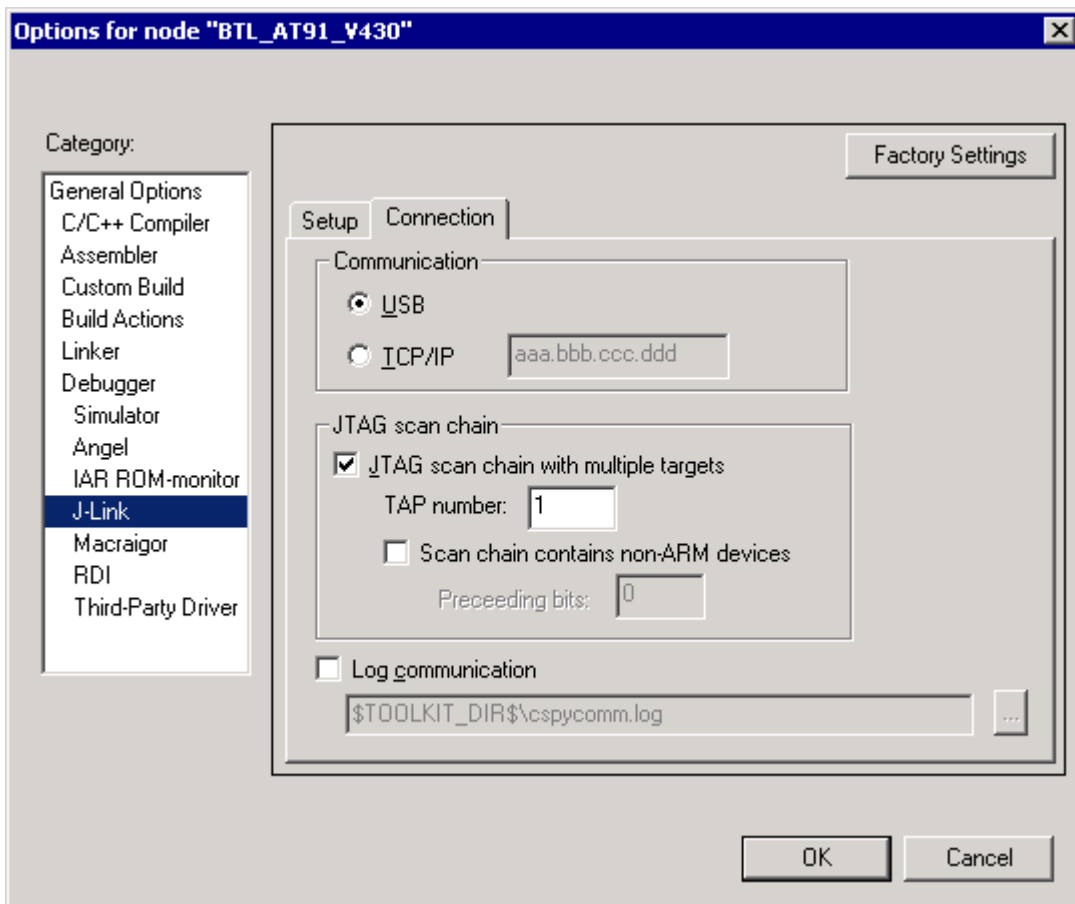 Options for node "BTL_AT91_V430"
Category:
General Options
C/C++ Compiler
Assembler
Custom Build
Build Actions
Linker
Debugger
Simulator
Angel
IAR ROM-monitor
J-Link
Macraigor
RDI
Third-Party Driver
Factory Settings
Setup Connection
Communication
USB
TCP/IP aaa.bbb.ccc.ddd
JTAG scan chain
JTAG scan chain with multiple targets
TAP number: 1
Scan chain contains non-ARM devices
Preceeding bits: 0
Log communication
$TOOLKIT_DIR$\cspycomm.log ...
OK Cancel